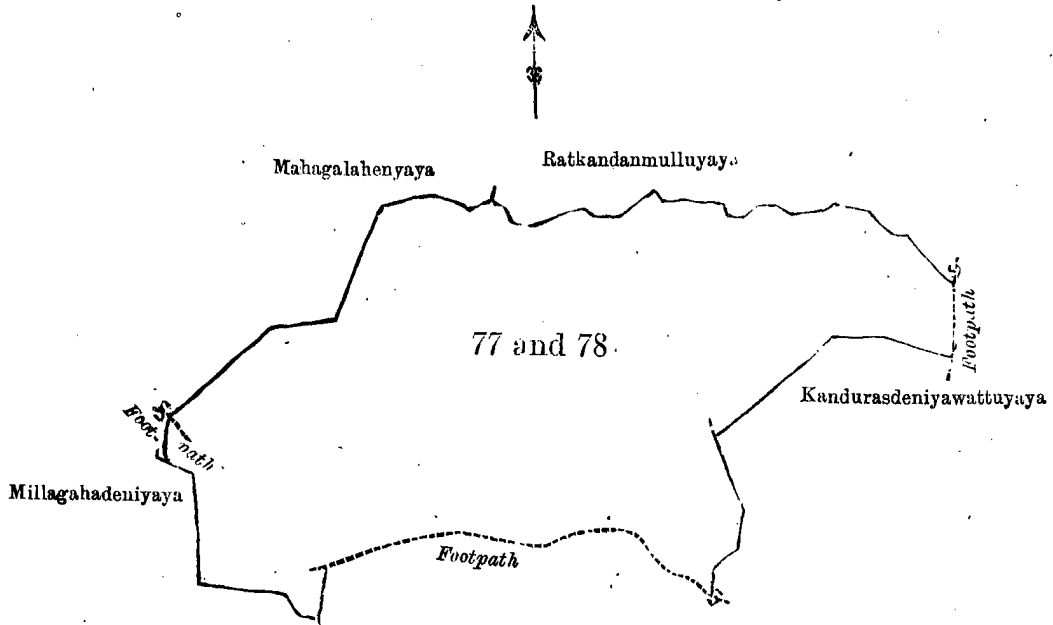 Mahagalahenyaya
Ratkandanmulluyaya
77 and 78.
Footpath
Kandurasdeniyawattuyaya
Foot-
path
Millagahadeniyaya
Footpath